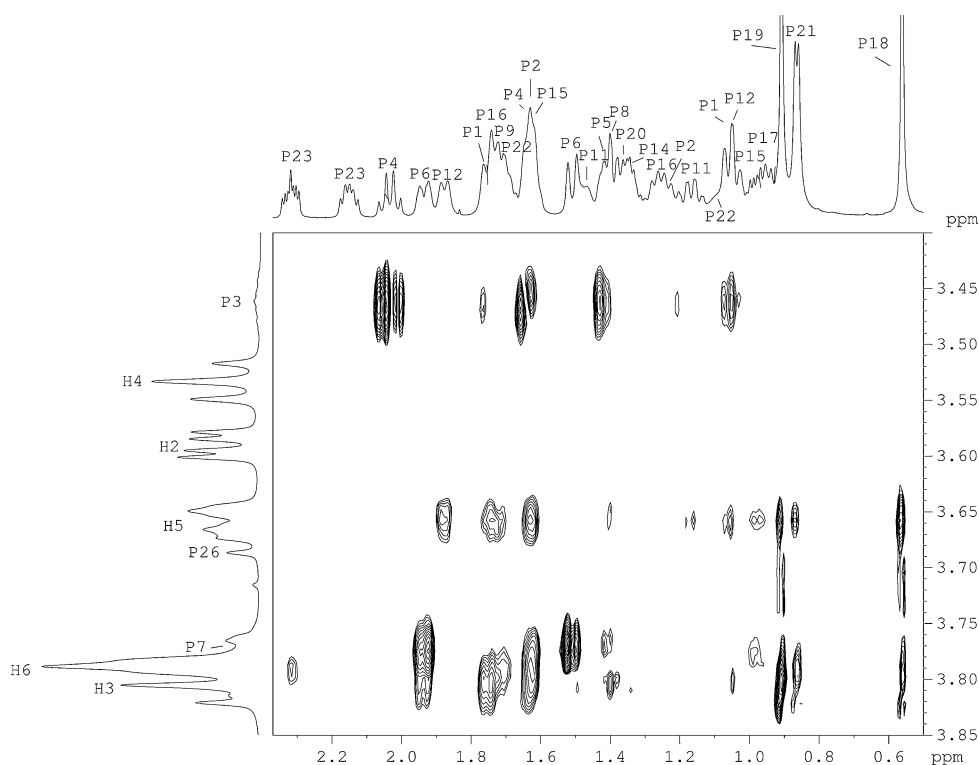 P19 P21
P18
P2
P4 P15
P16
P1 P9
P22
P5 P8
P20
P14
P6 P11
P16 P2
P11
P1 P12
P17
P15
P23
P23
P4
P6
P12
P22
ppm
P3
H4
H2
H5
P26
P7
H6
H3
3.45
3.50
3.55
3.60
3.65
3.70
3.75
3.80
3.85
2.2 2.0 1.8 1.6 1.4 1.2 1.0 0.8 0.6 ppm